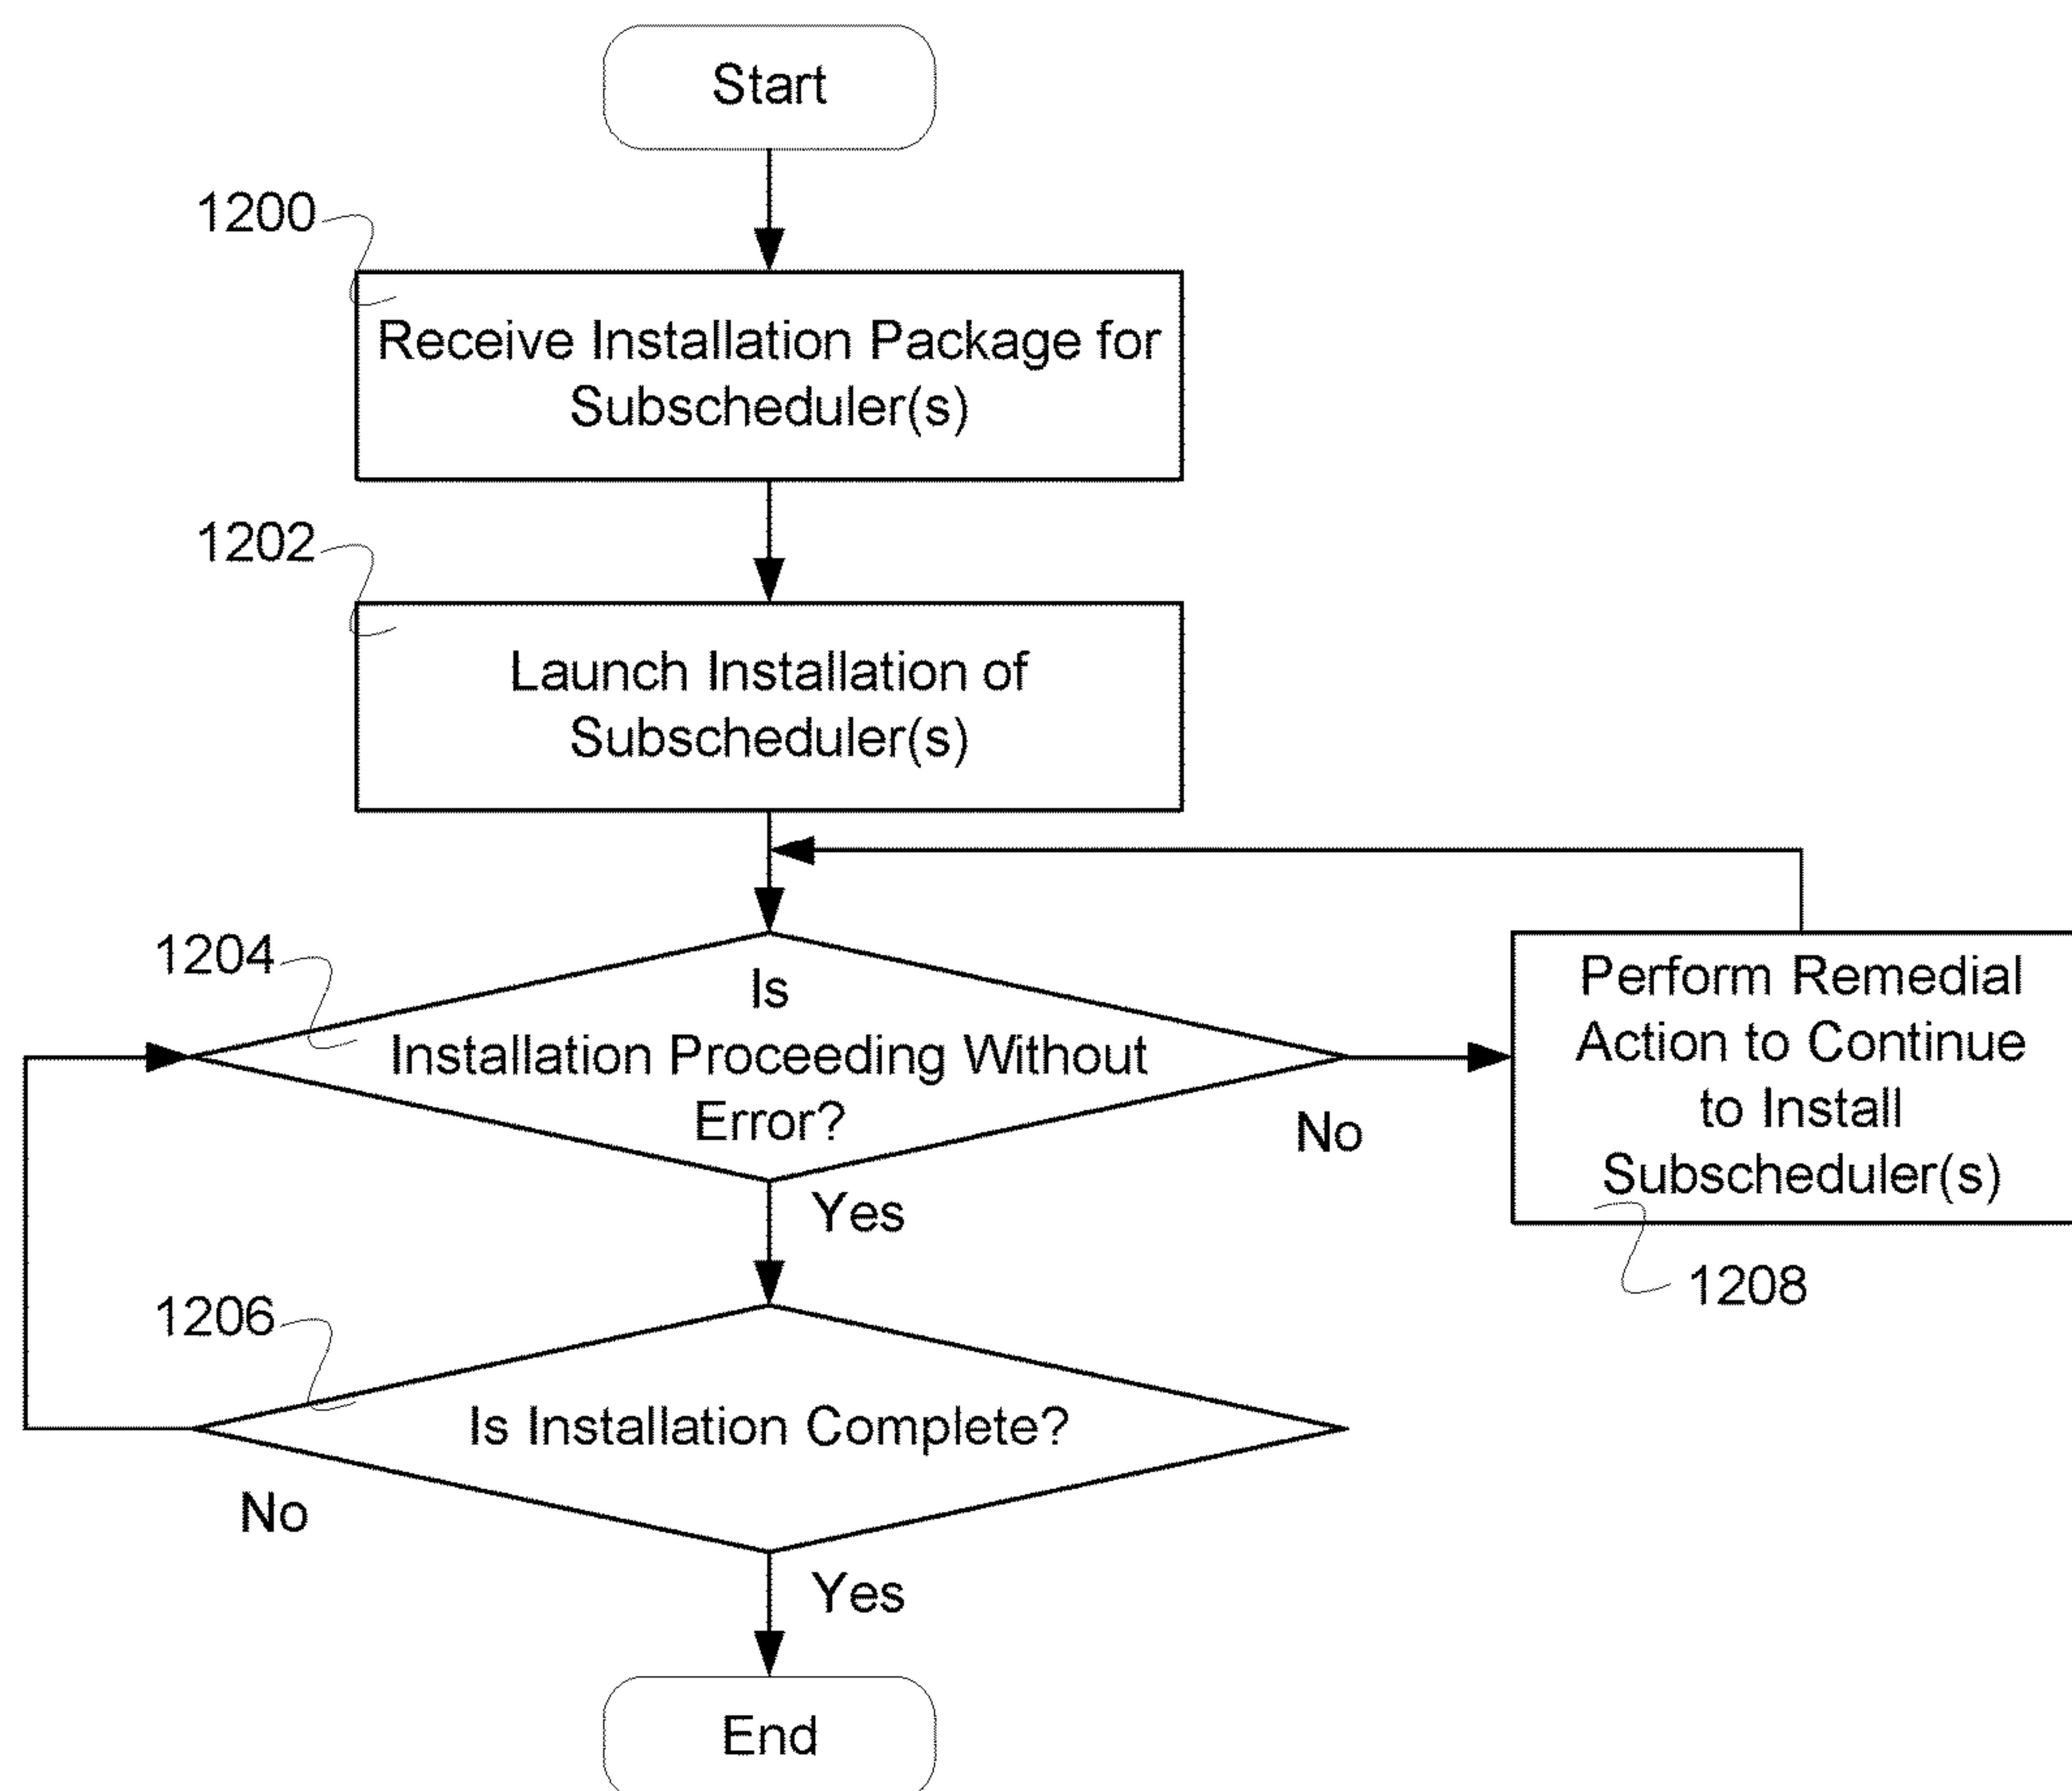 Start
1200
Receive Installation Package for
Subscheduler(s)
1202
Launch Installation of
Subscheduler(s)
1204
Is
Installation Proceeding Without
Error?
No
Perform Remedial
Action to Continue
to Install
Subscheduler(s)
1208
Yes
1206
Is Installation Complete?
No
Yes
End